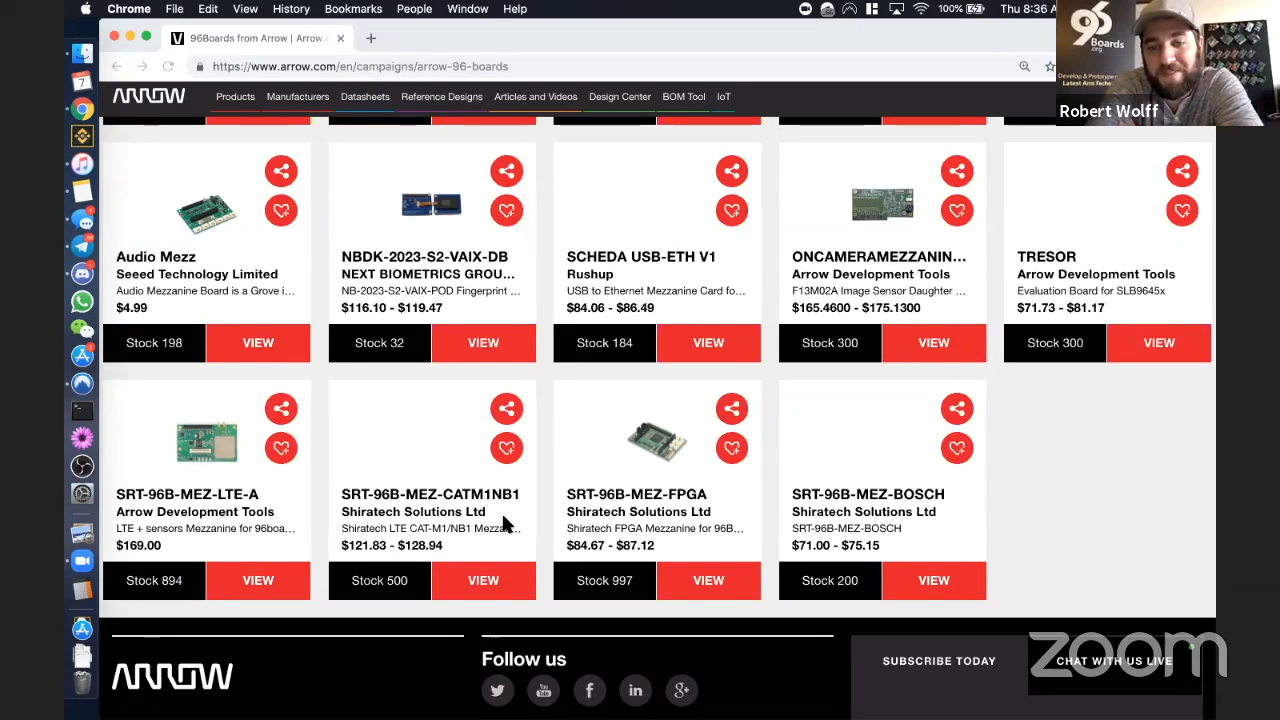 Chrome File Edit View History Bookmarks People Window Help
100% Thu 8:36 A
96Boards from Arrow | Arrow.c
https://www.arrow.com/en/campaigns/arrow-96-boards
96
Boards.org
Develop & Prototype
Latest Arm Techn
Robert Wolff
ARROW
Products Manufacturers Datasheets Reference Designs Articles and Videos Design Center BOM Tool IoT
Audio Mezz
Seeed Technology Limited
Audio Mezzanine Board is a Grove i...
$4.99
Stock 198 VIEW
NBDK-2023-S2-VAIX-DB
NEXT BIOMETRICS GROU...
NB-2023-S2-VAIX-POD Fingerprint ...
$116.10 - $119.47
Stock 32 VIEW
SCHEDA USB-ETH V1
Rushup
USB to Ethernet Mezzanine Card fo...
$84.06 - $86.49
Stock 184 VIEW
ONCAMERAMEZZANIN...
Arrow Development Tools
F13M02A Image Sensor Daughter ...
$165.4600 - $175.1300
Stock 300 VIEW
TRESOR
Arrow Development Tools
Evaluation Board for SLB9645x
$71.73 - $81.17
Stock 300 VIEW
SRT-96B-MEZ-LTE-A
Arrow Development Tools
LTE + sensors Mezzanine for 96boa...
$169.00
Stock 894 VIEW
SRT-96B-MEZ-CATM1NB1
Shiratech Solutions Ltd
Shiratech LTE CAT-M1/NB1 Mezza...
$121.83 - $128.94
Stock 500 VIEW
SRT-96B-MEZ-FPGA
Shiratech Solutions Ltd
Shiratech FPGA Mezzanine for 96B...
$84.67 - $87.12
Stock 997 VIEW
SRT-96B-MEZ-BOSCH
Shiratech Solutions Ltd
SRT-96B-MEZ-BOSCH
$71.00 - $75.15
Stock 200 VIEW
ARROW
Follow us
SUBSCRIBE TODAY
CHAT WITH US LIVE
zoom